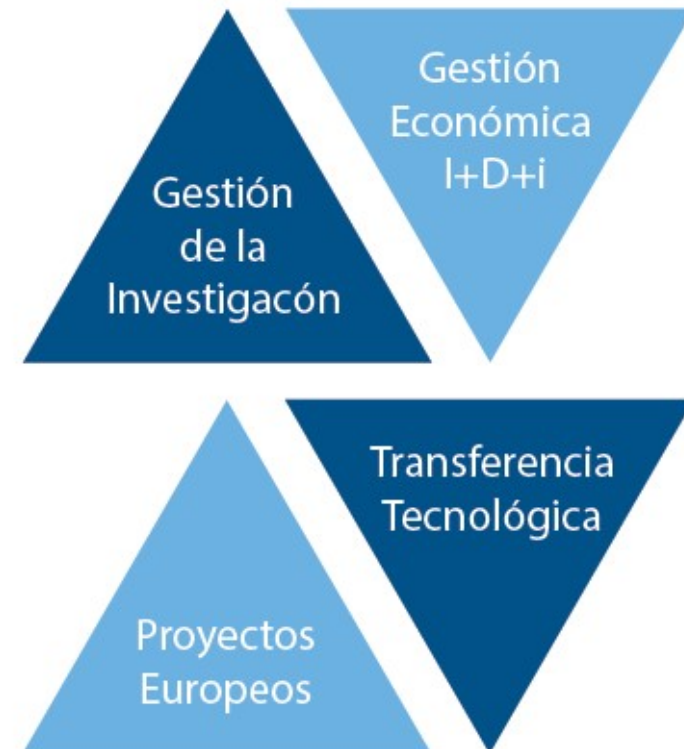 Gestión
de la
Investigacón
Gestión
Económica
I+D+i
Proyectos
Europeos
Transferencia
Tecnológica